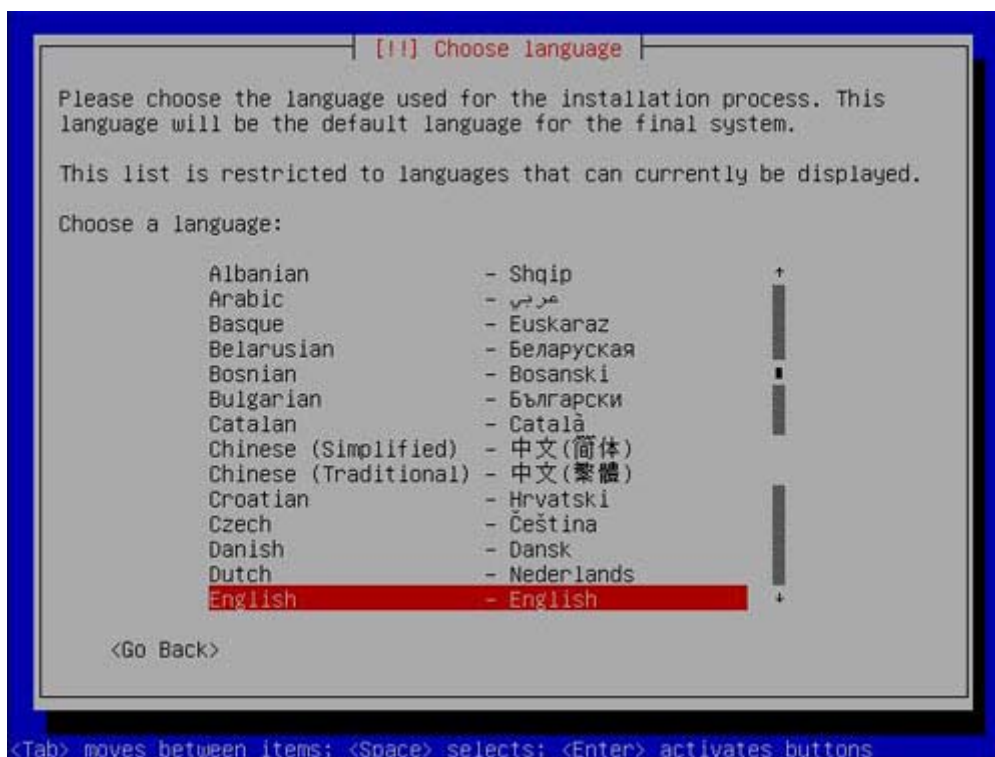 [!!] Choose language
Please choose the language used for the installation process. This
language will be the default language for the final system.
This list is restricted to languages that can currently be displayed.
Choose a language:
Albanian - Shqip
Arabic - عربي
Basque - Euskaraz
Belarusian - Беларуская
Bosnian - Bosanski
Bulgarian - Български
Catalan - Català
Chinese (Simplified) - 中文(简体)
Chinese (Traditional) - 中文(繁體)
Croatian - Hrvatski
Czech - Čeština
Danish - Dansk
Dutch - Nederlands
English - English
<Go Back>
<Tab> moves between items; <Space> selects; <Enter> activates buttons